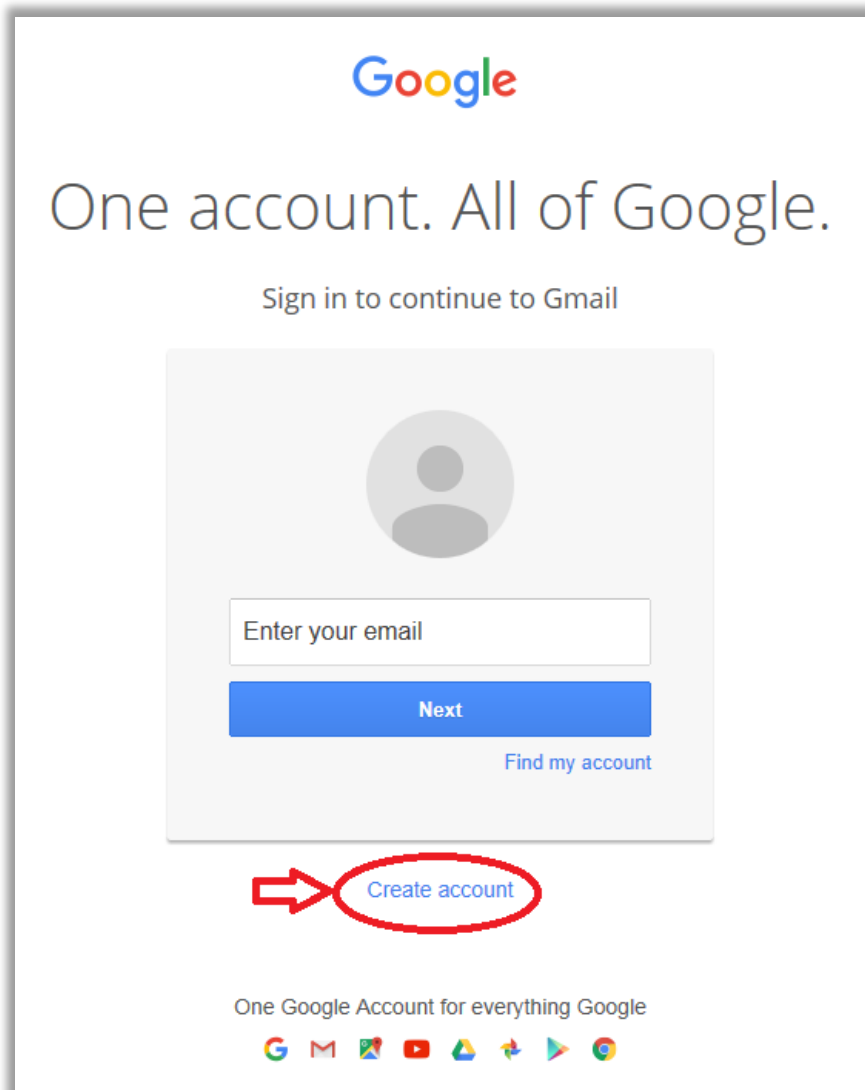 Google
One account. All of Google.
Sign in to continue to Gmail
Enter your email
Next
Find my account
Create account
One Google Account for everything Google